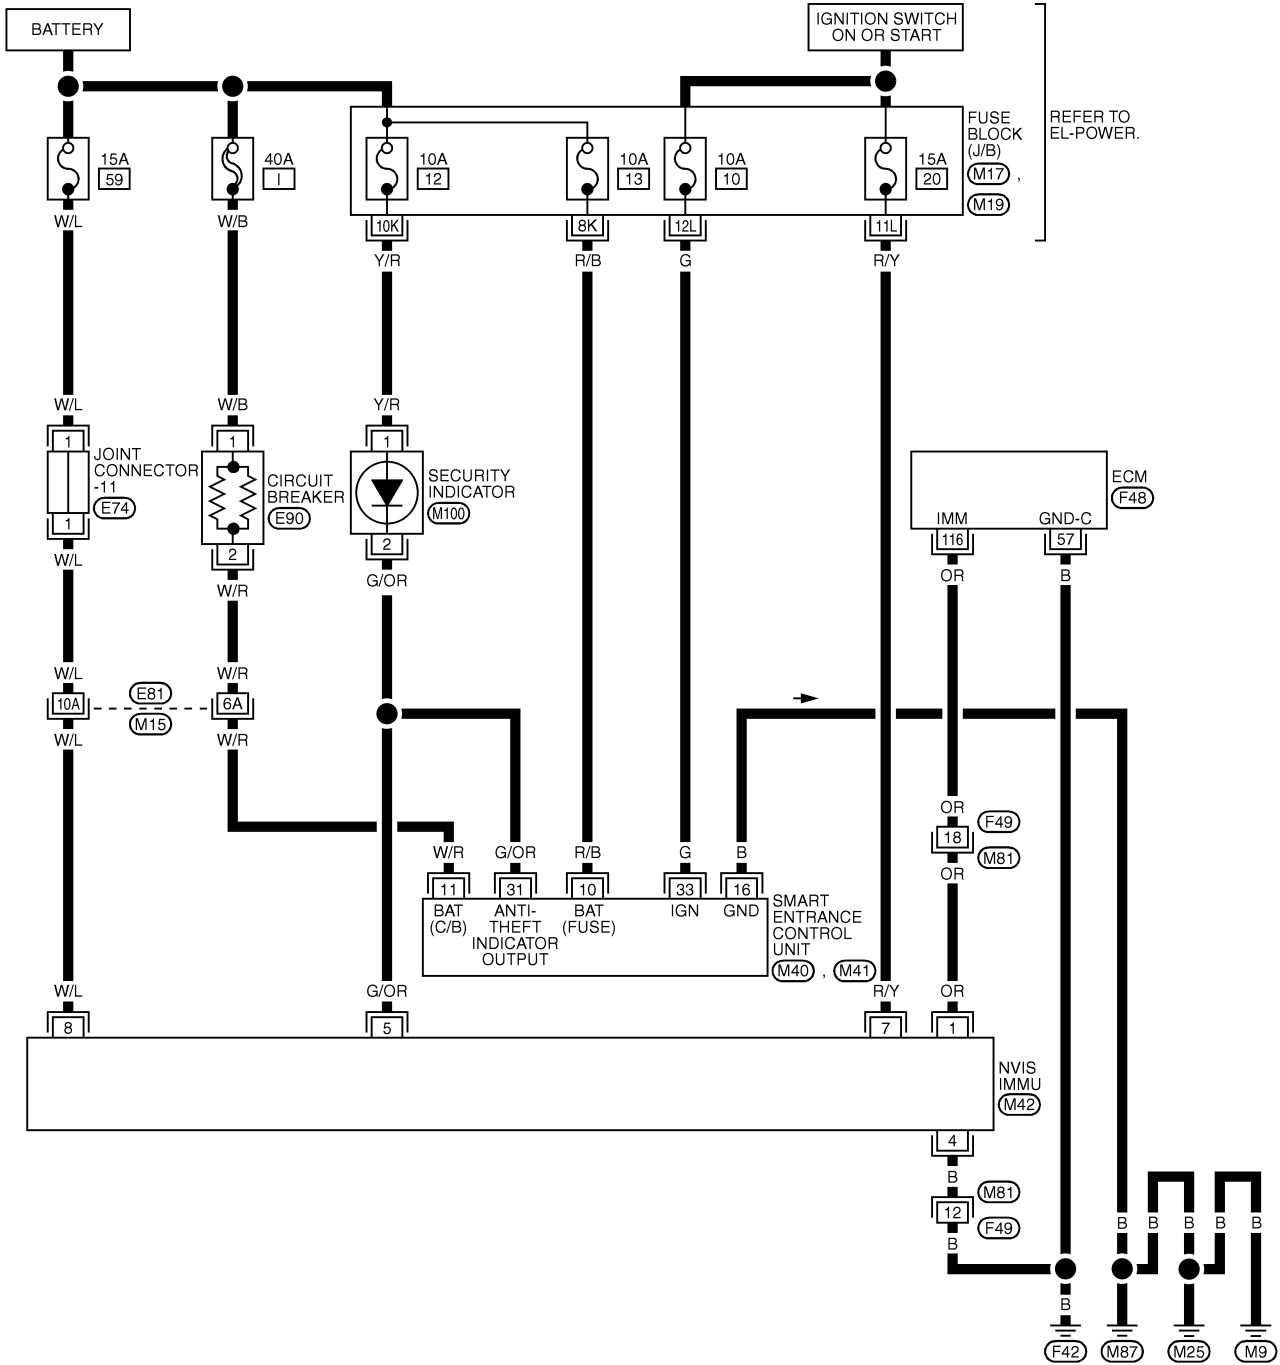 BATTERY
IGNITION SWITCH
ON OR START
REFER TO
EL-POWER.
FUSE
BLOCK
(J/B)
M17 ,
M19
15A
59
40A
I
10A
12
10A
13
10A
10
15A
20
10K
8K
12L
11L
W/L
W/B
Y/R
R/B
G
R/Y
W/L
W/B
Y/R
1
1
1
JOINT
CONNECTOR
-11
E74
CIRCUIT
BREAKER
E90
SECURITY
INDICATOR
M100
ECM
F48
IMM
GND-C
1
2
2
116
57
W/L
W/R
G/OR
OR
B
W/L
W/R
10A
E81
M15
6A
W/L
W/R
OR
18
F49
M81
OR
W/R
G/OR
R/B
G
B
11
31
10
33
16
BAT
(C/B)
ANTI-
THEFT
INDICATOR
OUTPUT
BAT
(FUSE)
IGN
GND
SMART
ENTRANCE
CONTROL
UNIT
M40 , M41
W/L
G/OR
R/Y
OR
8
5
7
1
NVIS
IMMU
M42
4
B
M81
12
F49
B
B
B
B
B
B
B
F42
M87
M25
M9